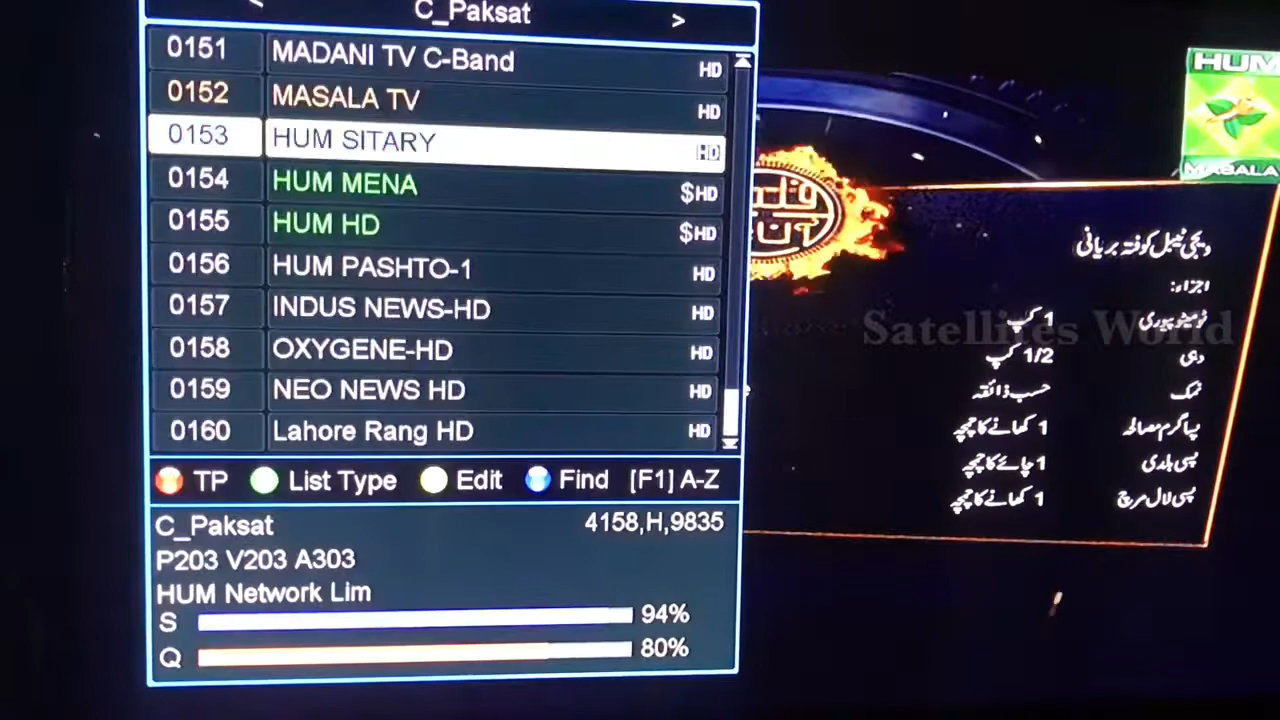 < C_Paksat >
0151 MADANI TV C-Band HD
0152 MASALA TV HD
0153 HUM SITARY HD
0154 HUM MENA $HD
0155 HUM HD $HD
0156 HUM PASHTO-1 HD
0157 INDUS NEWS-HD HD
0158 OXYGENE-HD HD
0159 NEO NEWS HD HD
0160 Lahore Rang HD HD
TP List Type Edit Find [F1] A-Z
C_Paksat 4158,H,9835
P203 V203 A303
HUM Network Lim
S 94%
Q 80%
HUM
MASALA
ویجی ٹیبل کوفتہ بریانی
اجزاء:
ٹومیٹو پیوری 1 کپ
دہی 1/2 کپ
نمک حسب ذائقہ
پسا گرم مصالحہ 1 کھانے کا چمچہ
پسی ہلدی 1 چائے کا چمچہ
پسی لال مرچ 1 کھانے کا چمچہ
Satellites World